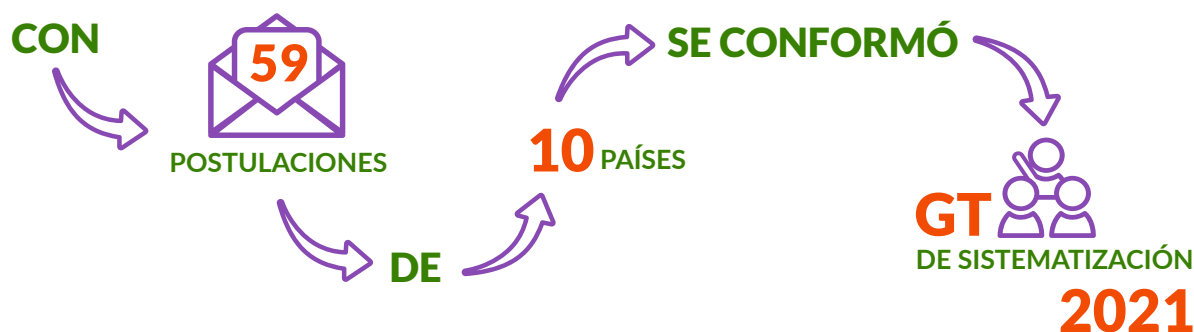 CON
59
POSTULACIONES
DE
10 PAÍSES
SE CONFORMÓ
GT
DE SISTEMATIZACIÓN
2021